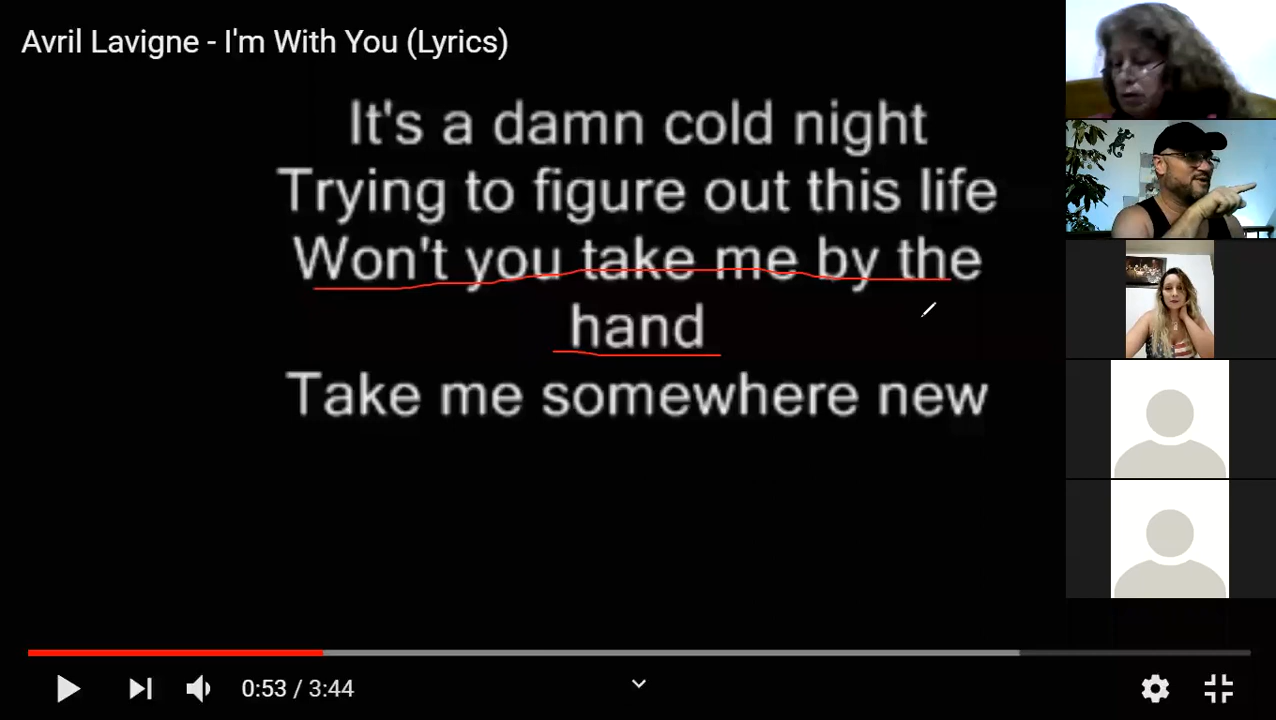 Avril Lavigne - I'm With You (Lyrics)
It's a damn cold night
Trying to figure out this life
Won't you take me by the
hand
Take me somewhere new
0:53 / 3:44